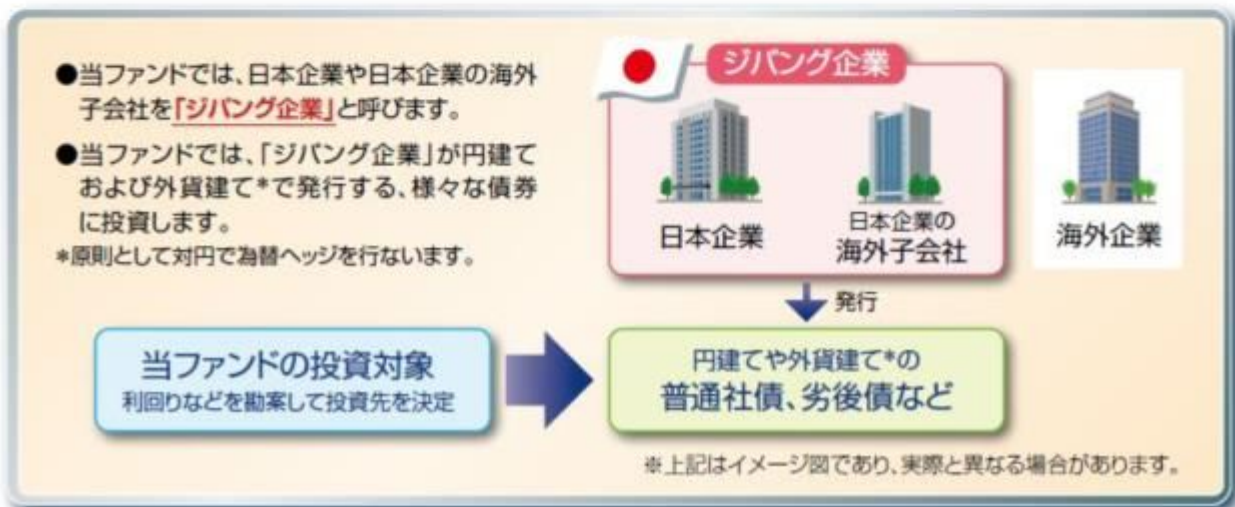 ●当ファンドでは、日本企業や日本企業の海外
子会社を「ジパング企業」と呼びます。
●当ファンドでは、「ジパング企業」が円建て
および外貨建て*で発行する、様々な債券
に投資します。
*原則として対円で為替ヘッジを行ないます。
ジパング企業
日本企業
日本企業の
海外子会社
海外企業
発行
当ファンドの投資対象
利回りなどを勘案して投資先を決定
円建てや外貨建て*の
普通社債、劣後債など
※上記はイメージ図であり、実際と異なる場合があります。